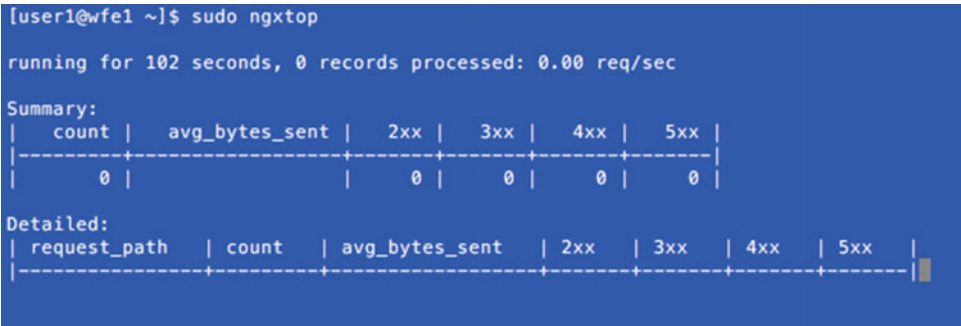 [user1@wfe1 ~]$ sudo ngxtop
running for 102 seconds, 0 records processed: 0.00 req/sec
Summary:
|   count |   avg_bytes_sent |   2xx |   3xx |   4xx |   5xx |
|---------+------------------+-------+-------+-------+-------|
|       0 |                  |     0 |     0 |     0 |     0 |
Detailed:
| request_path   | count   | avg_bytes_sent   | 2xx   | 3xx   | 4xx   | 5xx   |
|----------------+---------+------------------+-------+-------+-------+-------|